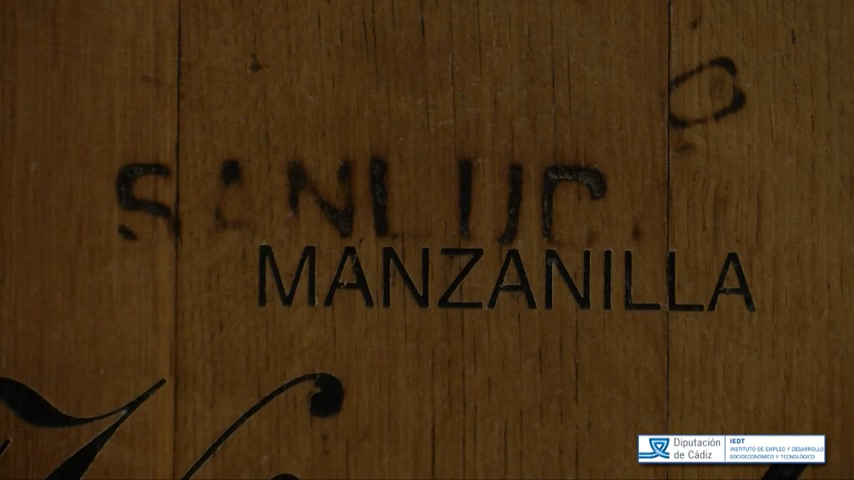 MANZANILLA
Diputación
de Cádiz
IEDT
INSTITUTO DE EMPLEO Y DESARROLLO
SOCIOECONÓMICO Y TECNOLÓGICO